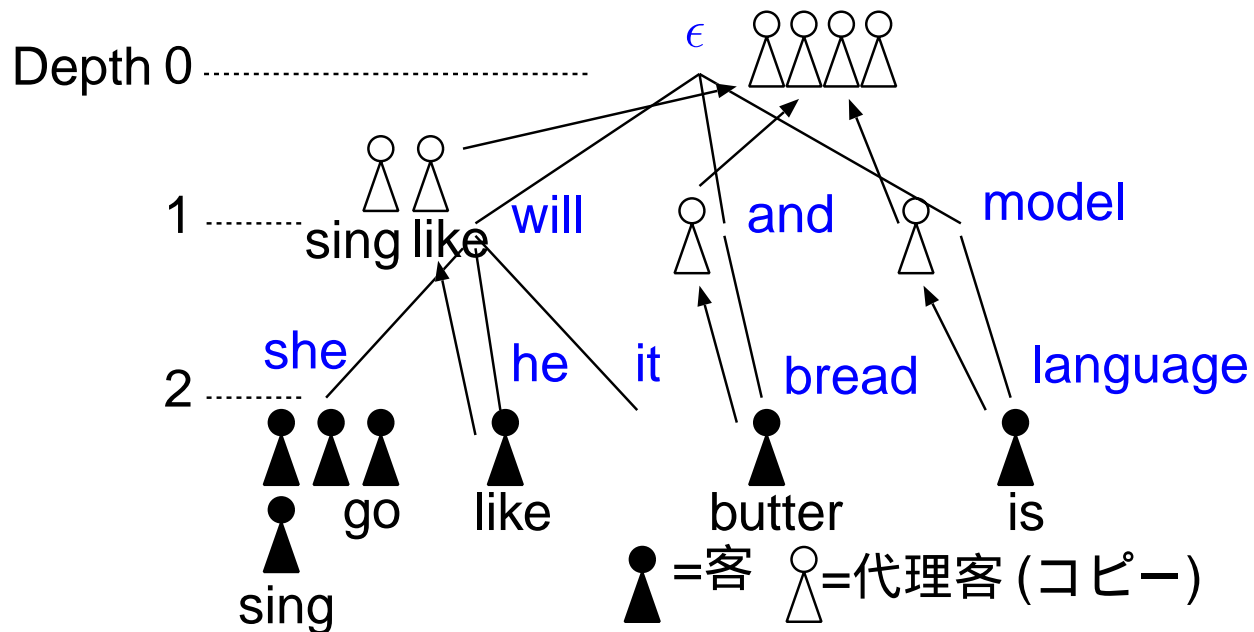 ϵ
Depth 0
1
will
and
model
sing like
she
he
it
bread
language
2
go
like
butter
is
sing
=客
=代理客 (コピー)